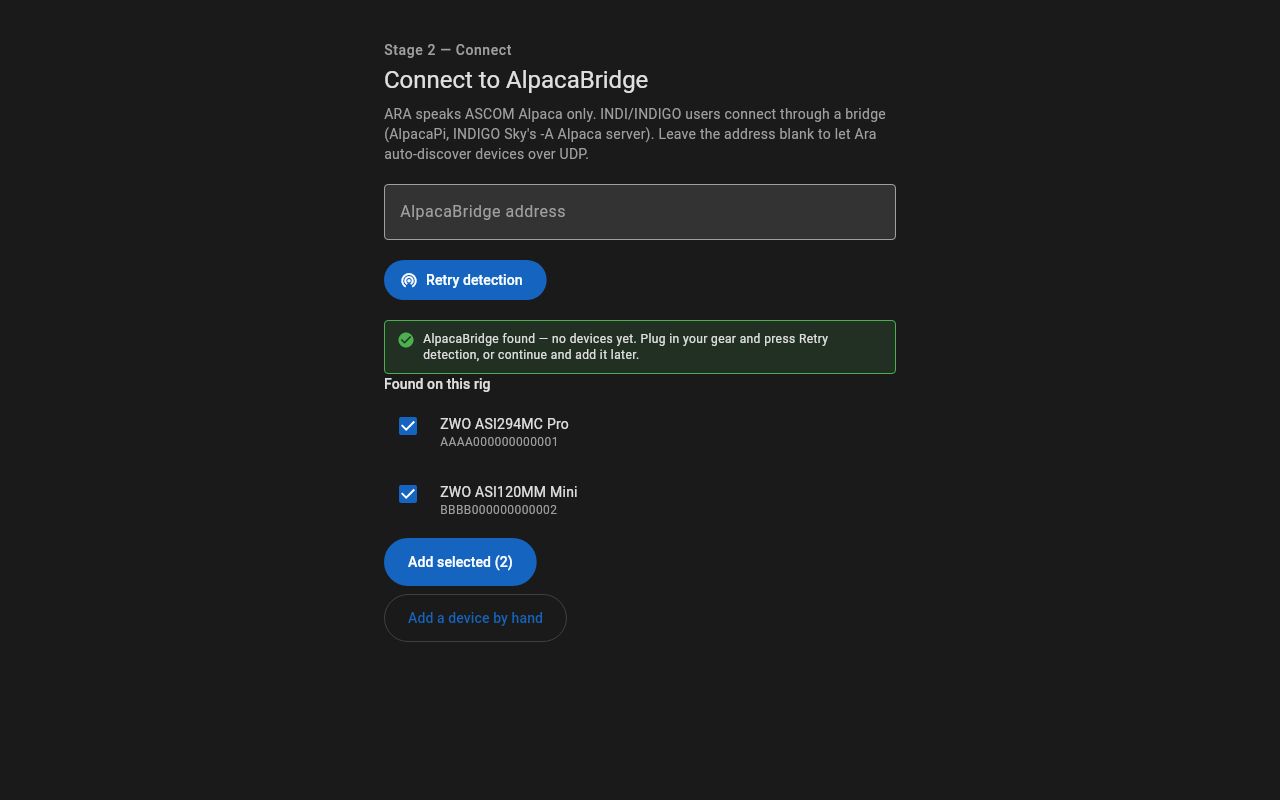 Stage 2 — Connect
Connect to AlpacaBridge
ARA speaks ASCOM Alpaca only. INDI/INDIGO users connect through a bridge
(AlpacaPi, INDIGO Sky's -A Alpaca server). Leave the address blank to let Ara
auto-discover devices over UDP.
AlpacaBridge address
Retry detection
AlpacaBridge found — no devices yet. Plug in your gear and press Retry
detection, or continue and add it later.
Found on this rig
ZWO ASI294MC Pro
AAAA000000000001
ZWO ASI120MM Mini
BBBB000000000002
Add selected (2)
Add a device by hand